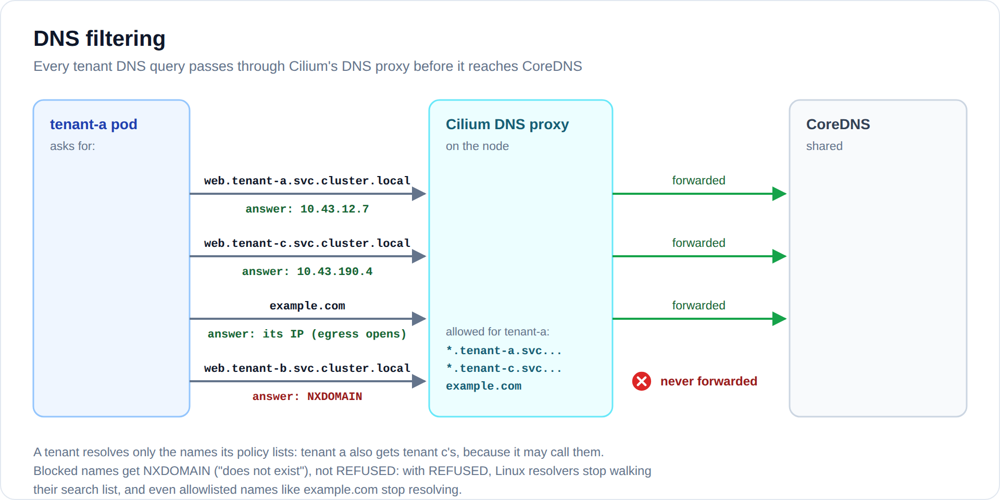 DNS filtering
Every tenant DNS query passes through Cilium's DNS proxy before it reaches CoreDNS
tenant-a pod
asks for:
Cilium DNS proxy
on the node
CoreDNS
shared
web.tenant-a.svc.cluster.local
forwarded
answer: 10.43.12.7
web.tenant-c.svc.cluster.local
forwarded
answer: 10.43.190.4
example.com
forwarded
answer: its IP (egress opens)
allowed for tenant-a:
*.tenant-a.svc...
*.tenant-c.svc...
example.com
web.tenant-b.svc.cluster.local
never forwarded
answer: NXDOMAIN
A tenant resolves only the names its policy lists: tenant a also gets tenant c's, because it may call them.
Blocked names get NXDOMAIN ("does not exist"), not REFUSED: with REFUSED, Linux resolvers stop walking
their search list, and even allowlisted names like example.com stop resolving.